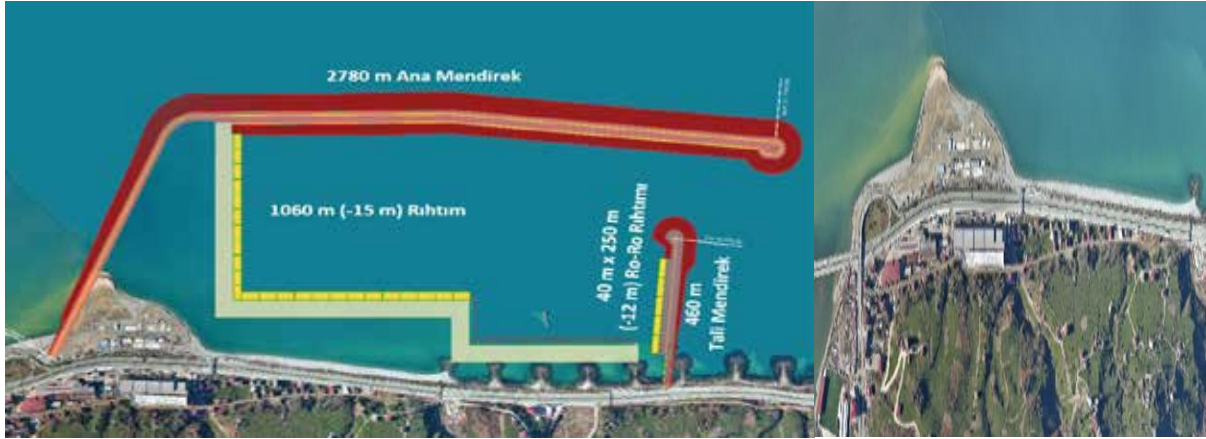 2780 m Ana Mendirek
1060 m (-15 m) Rıhtım
40 m x 250 m
(-12 m) Ro-Ro Rıhtımı
460 m
Tali Mendirek